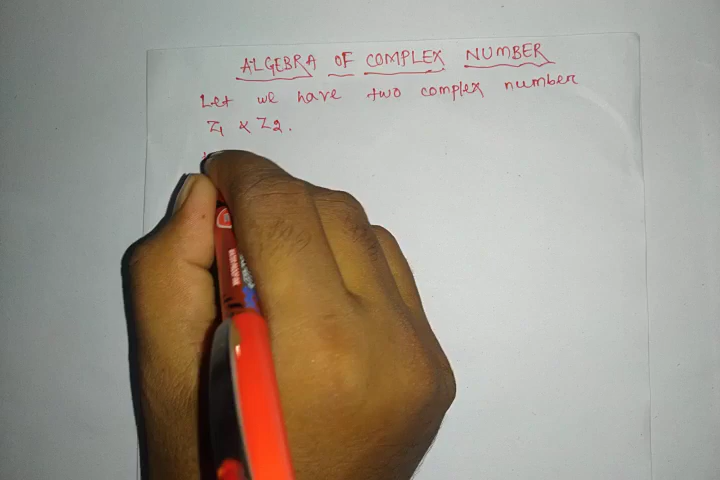 ALGEBRA OF COMPLEX NUMBER
Let we have two complex number
Z1 & Z2.